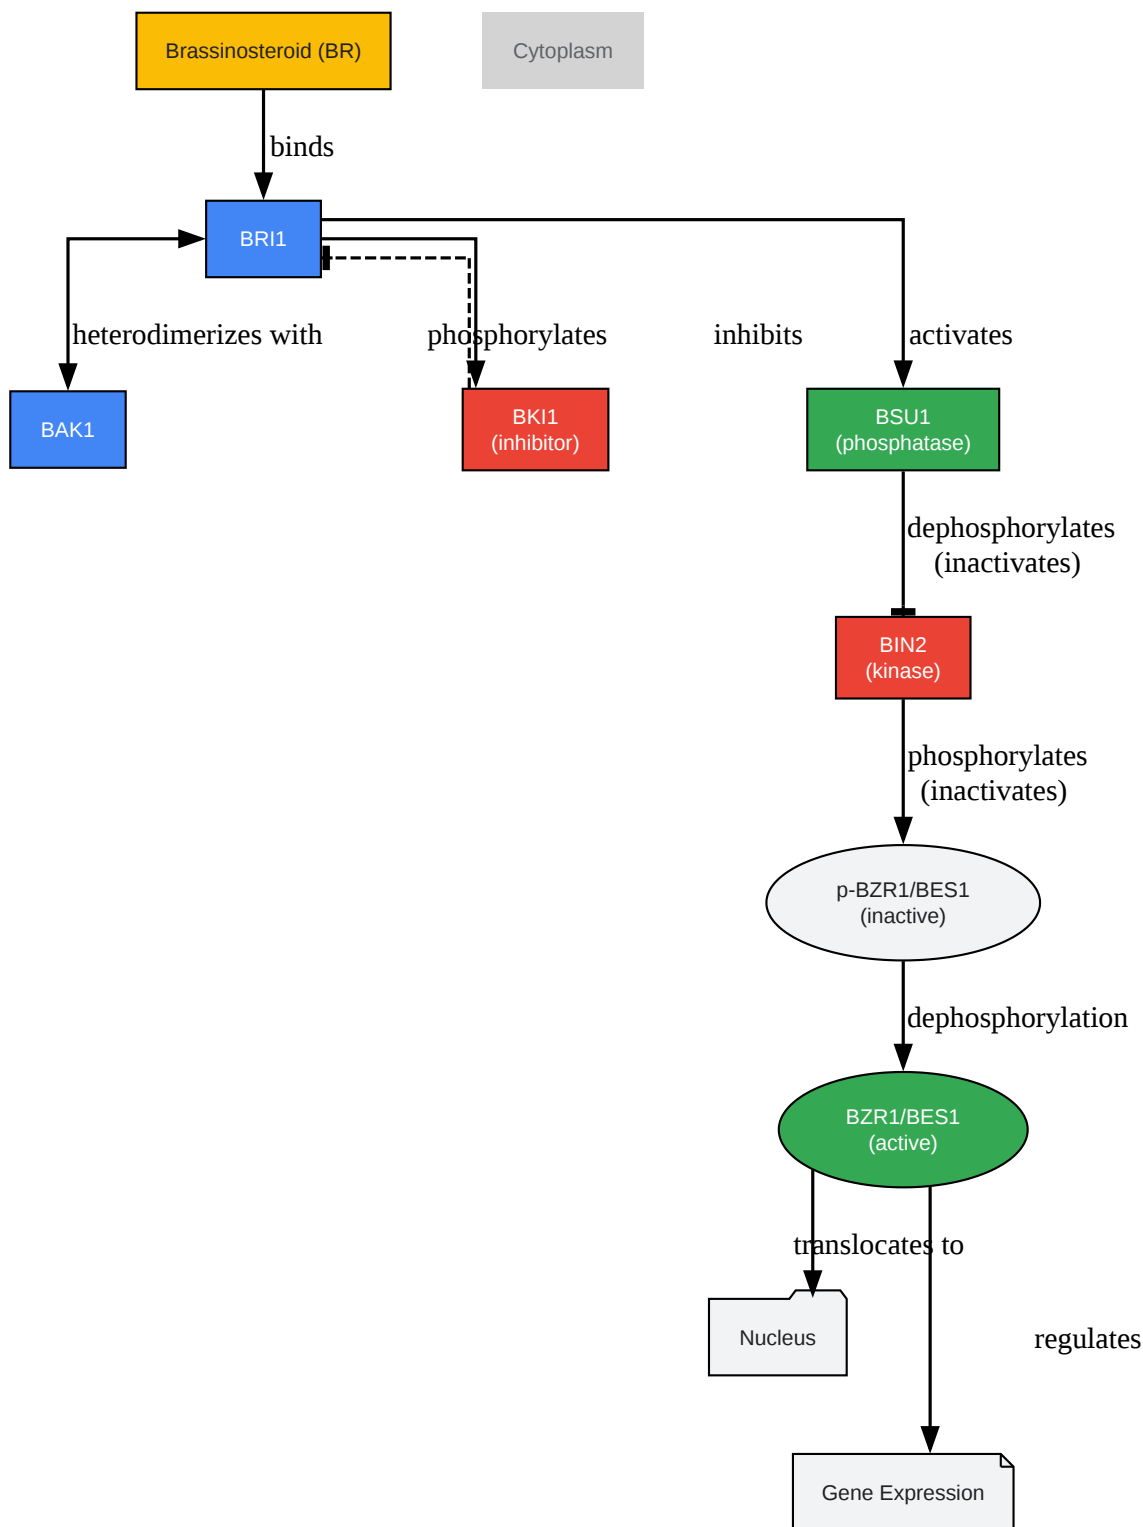 Brassinosteroid (BR)
Cytoplasm
binds
BRI1
heterodimerizes with
phosphorylates
inhibits
activates
BAK1
BKI1
(inhibitor)
BSU1
(phosphatase)
dephosphorylates
(inactivates)
BIN2
(kinase)
phosphorylates
(inactivates)
p-BZR1/BES1
(inactive)
dephosphorylation
BZR1/BES1
(active)
translocates to
Nucleus
regulates
Gene Expression